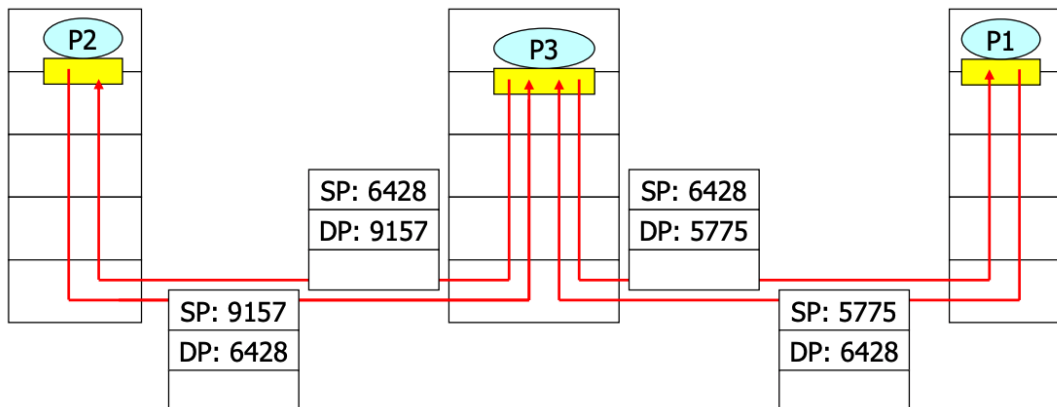 P2
P3
P1
SP: 6428
DP: 9157
SP: 6428
DP: 5775
SP: 9157
DP: 6428
SP: 5775
DP: 6428